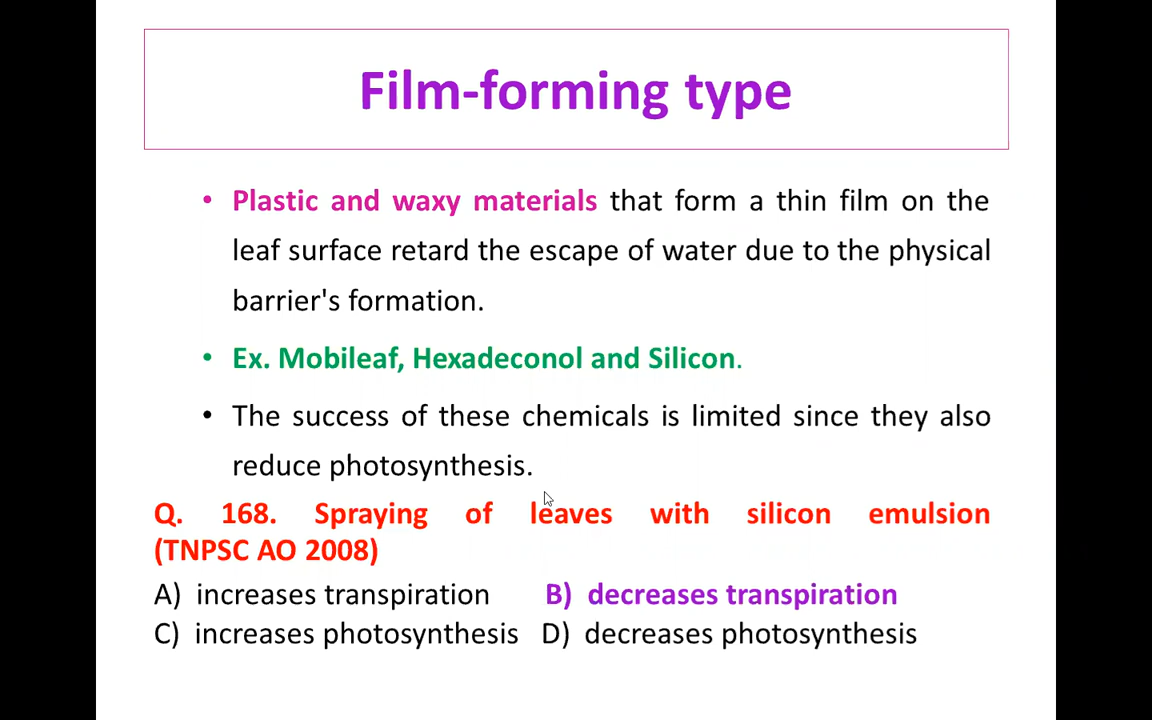 Film-forming type
• Plastic and waxy materials that form a thin film on the
leaf surface retard the escape of water due to the physical
barrier's formation.
• Ex. Mobileaf, Hexadeconol and Silicon.
• The success of these chemicals is limited since they also
reduce photosynthesis.
Q. 168. Spraying of leaves with silicon emulsion
(TNPSC AO 2008)
A) increases transpiration B) decreases transpiration
C) increases photosynthesis D) decreases photosynthesis